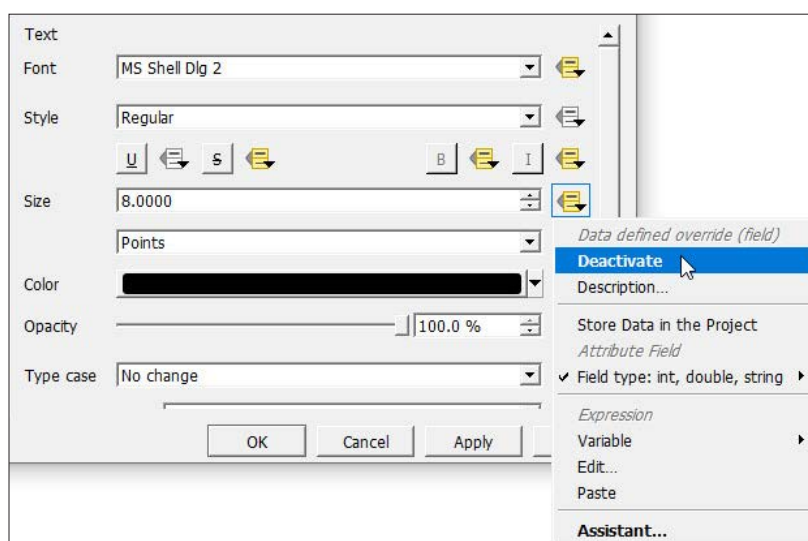 Text
Font MS Shell Dlg 2
Style Regular
U S B I
Size 8.0000
Points
Data defined override (field)
Deactivate
Color
Description...
Opacity 100.0 %
Store Data in the Project
Attribute Field
Type case No change
Field type: int, double, string
Expression
OK Cancel Apply
Variable
Edit...
Paste
Assistant...